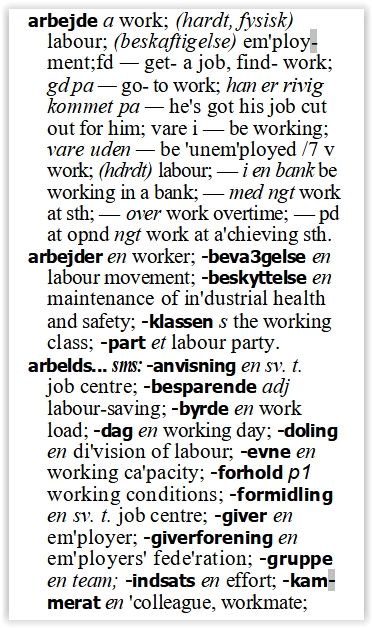 arbejde a work; (hardt, fysisk)
labour; (beskaftigelse) em'ploy-
ment;fd — get- a job, find- work;
gd pa — go- to work; han er rivig
kommet pa — he's got his job cut
out for him; vare i — be working;
vare uden — be 'unem'ployed /7 v
work; (hdrdt) labour; — i en bank be
working in a bank; — med ngt work
at sth; — over work overtime; — pd
at opnd ngt work at a'chieving sth.
arbejder en worker; -beva3gelse en
labour movement; -beskyttelse en
maintenance of in'dustrial health
and safety; -klassen s the working
class; -part et labour party.
arbelds... sms: -anvisning en sv. t.
job centre; -besparende adj
labour-saving; -byrde en work
load; -dag en working day; -doling
en di'vision of labour; -evne en
working ca'pacity; -forhold p1
working conditions; -formidling
en sv. t. job centre; -giver en
em'ployer; -giverforening en
em'ployers' fede'ration; -gruppe
en team; -indsats en effort; -kam-
merat en 'colleague, workmate;